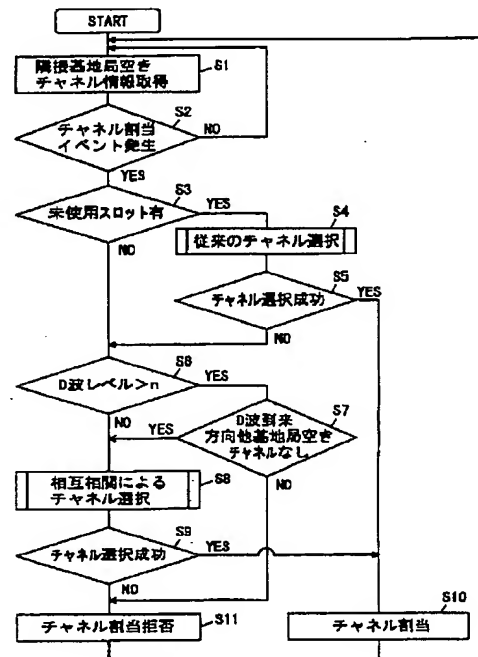 START
隣接基地局空き
チャネル情報取得
S1
チャネル割当
イベント発生
S2
NO
YES
未使用スロット有
S3
YES
NO
従来のチャネル選択
S4
チャネル選択成功
S5
YES
NO
D波レベル>n
S6
YES
NO
D波到来
方向他基地局空き
チャネルなし
S7
YES
NO
相互相関による
チャネル選択
S8
チャネル選択成功
S9
YES
NO
チャネル割当拒否
S11
チャネル割当
S10